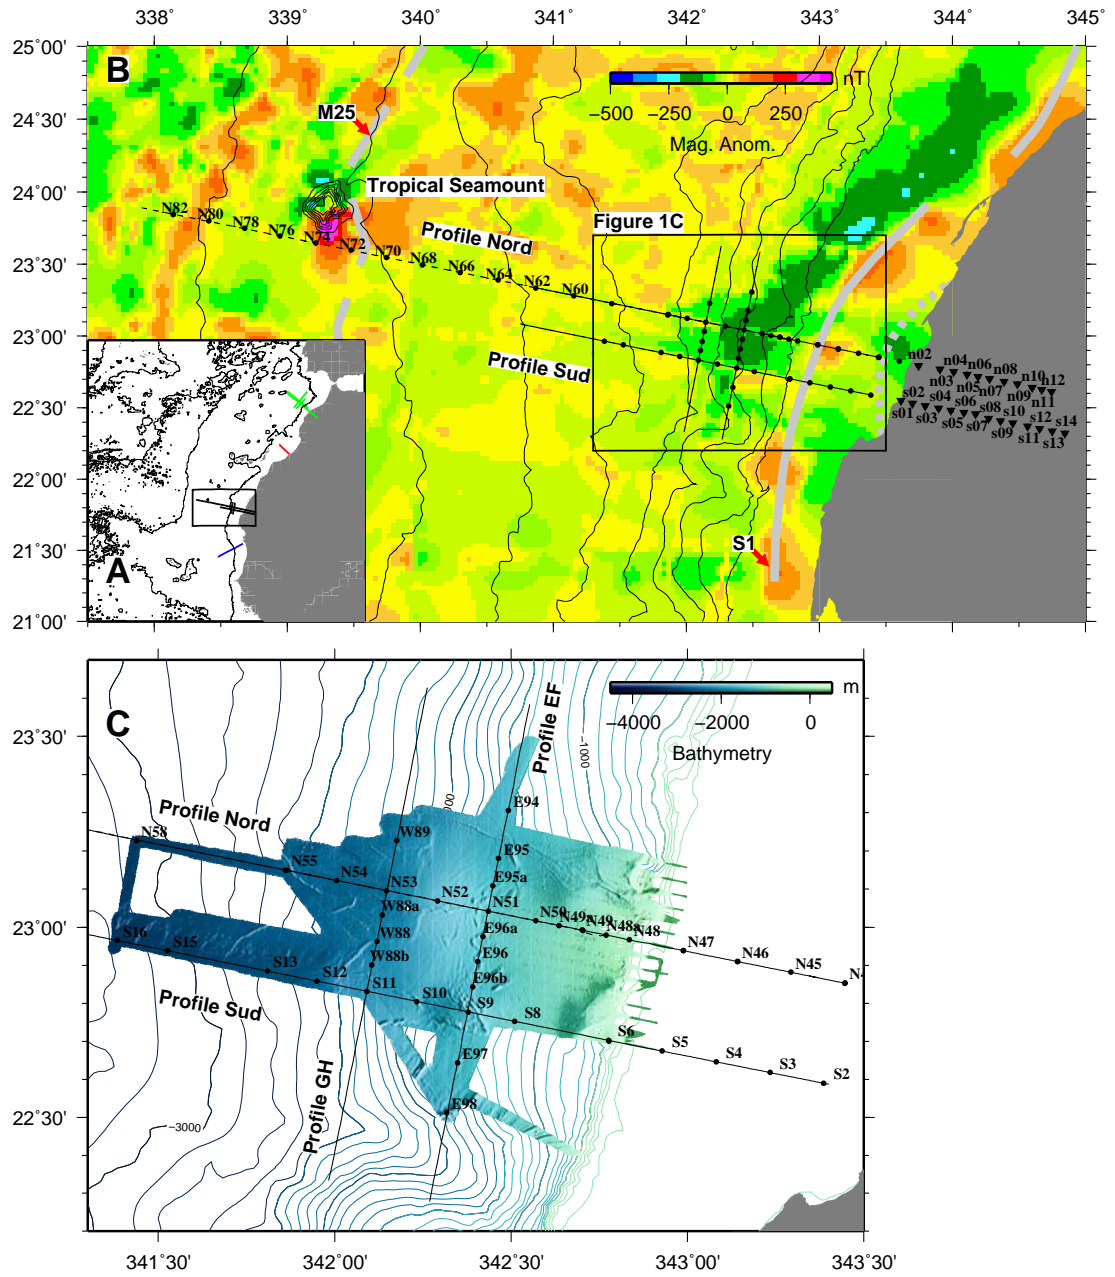 338° 339° 340° 341° 342° 343° 344° 345°
25°00'
24°30'
24°00'
23°30'
23°00'
22°30'
22°00'
21°30'
21°00'
B
M25
Tropical Seamount
nT
−500 −250 0 250
Mag. Anom.
Figure 1C
Profile Nord
Profile Sud
N82 N80 N78 N76 N74 N72 N70 N68 N66 N64 N62 N60
n02 n04 n06 n08 n10 n12
n03 n05 n07 n09 n11
s02 s04 s06 s08 s10 s12 s14
s01 s03 s05 s07 s09 s11 s13
S1
A
C
m
−4000 −2000 0
Bathymetry
23°30'
23°00'
22°30'
341°30' 342°00' 342°30' 343°00' 343°30'
Profile EF
−1000
000
Profile Nord
N58 N55 N54 N53 N52 N51 N50 N49a N49 N48a N48 N47 N46 N45 N4
W89
W88a
W88
W88b
E94
E95
E95a
E96a
E96
E96b
E97
E98
S16 S15 S13 S12 S11 S10 S9 S8 S6 S5 S4 S3 S2
Profile Sud
Profile GH
−3000